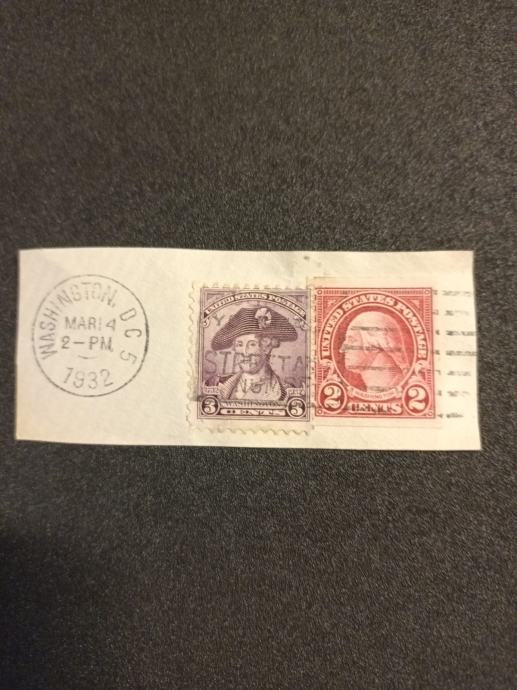 WASHINGTON, D C 5
MAR 14
2-PM
1932
UNITED STATES POSTAGE
WASHINGTON
3 CENTS 3
UNITED STATES POSTAGE
WASHINGTON
2 CENTS 2